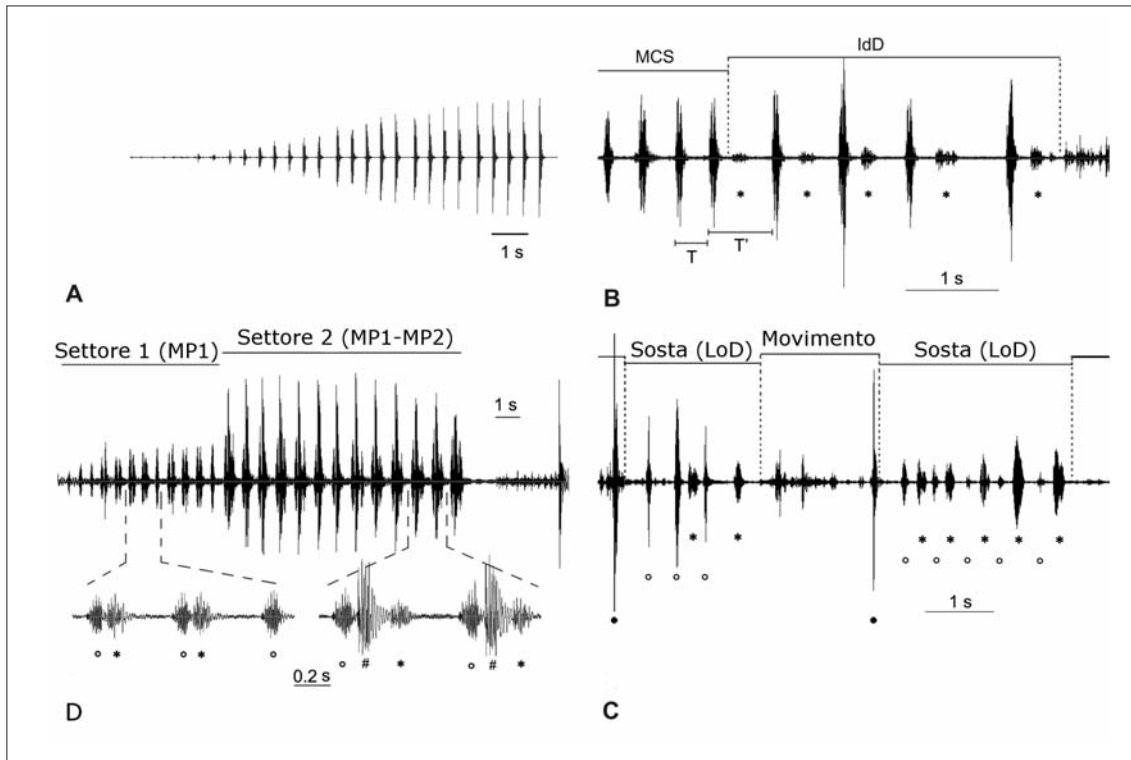 1 s
A
MCS
IdD
* * * * *
T
T'
1 s
B
Settore 1 (MP1)
Settore 2 (MP1-MP2)
1 s
° * ° * °
0.2 s
° # * ° # *
D
Sosta (LoD)
Movimento
Sosta (LoD)
* *
° ° °
* * * * *
° ° ° ° °
1 s
• •
C